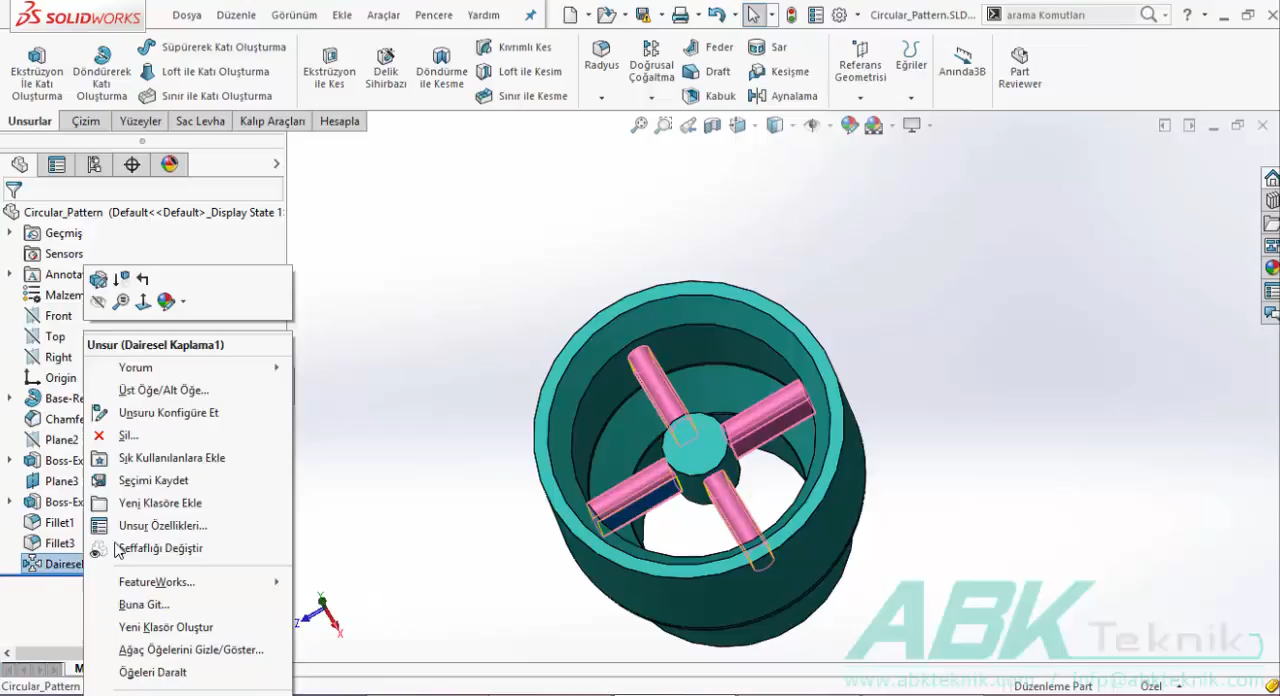 SOLIDWORKS
Dosya Düzenle Görünüm Ekle Araçlar Pencere Yardım
Circular_Pattern.SLD...
arama Komutları
Ekstrüzyon İle Katı Oluşturma
Döndürerek Katı Oluşturma
Süpürerek Katı Oluşturma
Loft ile Katı Oluşturma
Sınır ile Katı Oluşturma
Ekstrüzyon ile Kes
Delik Sihirbazı
Döndürme ile Kesme
Kıvrımlı Kes
Loft ile Kesim
Sınır ile Kesme
Radyus
Doğrusal Çoğaltma
Feder
Draft
Kabuk
Sar
Kesişme
Aynalama
Referans Geometrisi
Eğriler
Anında3B
Part Reviewer
Unsurlar Çizim Yüzeyler Sac Levha Kalıp Araçları Hesapla
Circular_Pattern (Default<<Default>_Display State 1
Geçmiş
Sensors
Annota
Malzem
Front
Top
Right
Origin
Base-Re
Chamfe
Plane2
Boss-Ex
Plane3
Boss-Ex
Fillet1
Fillet3
Dairesel
Unsur (Dairesel Kaplama1)
Yorum
Üst Öğe/Alt Öğe...
Unsuru Konfigüre Et
Sil...
Sık Kullanılanlara Ekle
Seçimi Kaydet
Yeni Klasöre Ekle
Unsur Özellikleri...
Şeffaflığı Değiştir
FeatureWorks...
Buna Git...
Yeni Klasör Oluştur
Ağaç Öğelerini Gizle/Göster...
Öğeleri Daralt
Y
Z
X
ABK Teknik
M
Circular_Pattern
Düzenleme Part
Özel